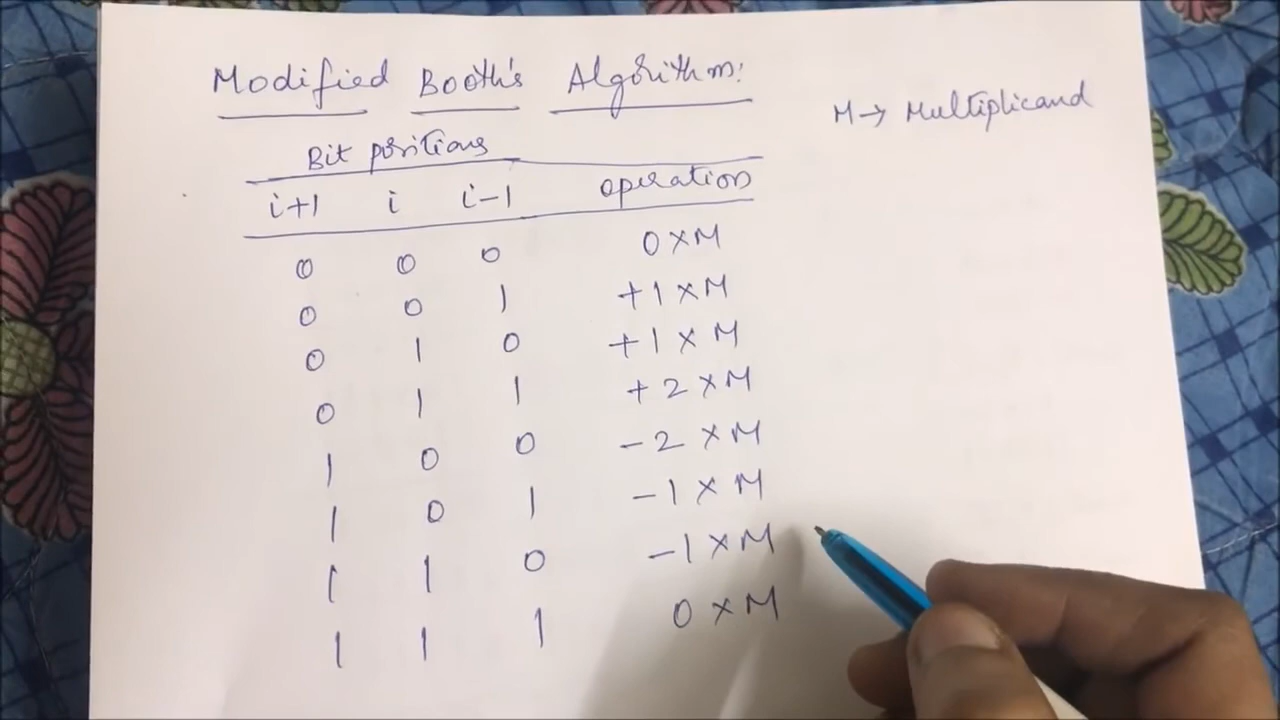 Modified Booth's Algorithm:
M → Multiplicand
Bit positions
i+1 i i-1 operation
0 0 0 0 × M
0 0 1 +1 × M
0 1 0 +1 × M
0 1 1 +2 × M
1 0 0 -2 × M
1 0 1 -1 × M
1 1 0 -1 × M
1 1 1 0 × M